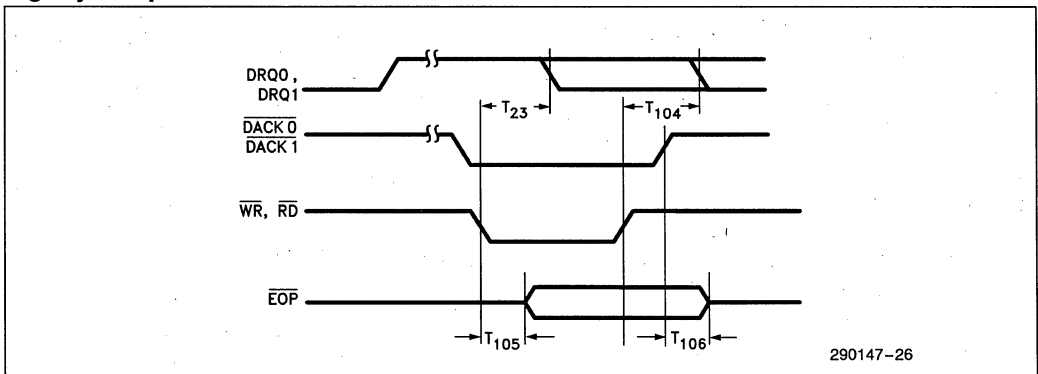 DRQ0,
DRQ1
T23
T104
DACK 0
DACK 1
WR, RD
EOP
T105
T106
290147-26